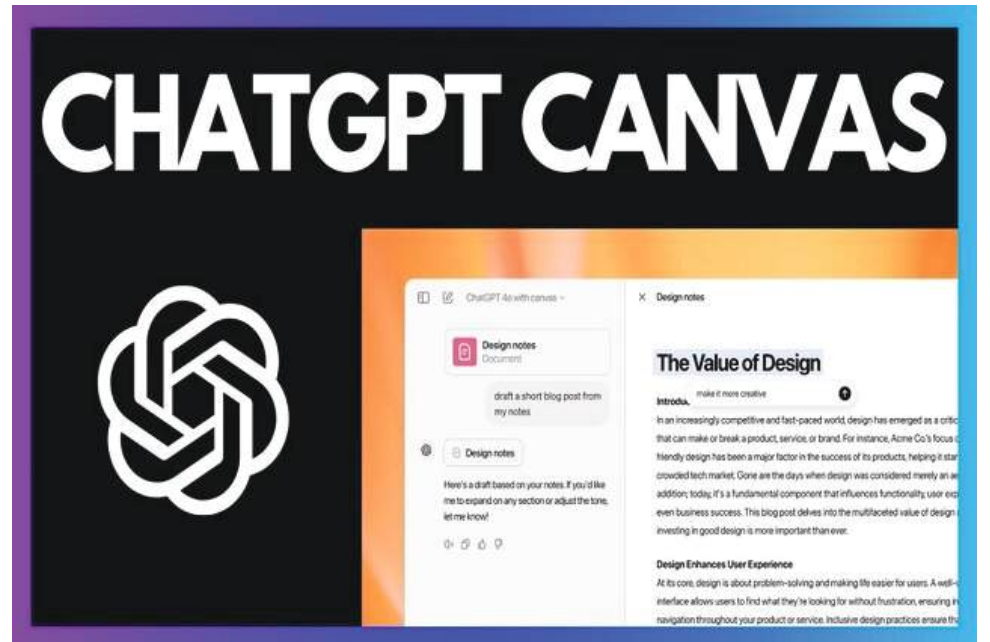 CHATGPT CANVAS
ChatGPT 4o with canvas
Design notes
Document
draft a short blog post from
my notes
Design notes
Here's a draft based on your notes. If you'd like
me to expand on any section or adjust the tone,
let me know!
Design notes
The Value of Design
make it more creative
In an increasingly competitive and fast-paced world, design has emerged as a
that can make or break a product, service, or brand. For instance, Acme Co.'s focus
friendly design has been a major factor in the success of its products, helping it
crowded tech market. Gone are the days when design was considered merely an
addition; today, it's a fundamental component that influences functionality, user
even business success. This blog post delves into the multifaceted value of design
investing in good design is more important than ever.
Design Enhances User Experience
At its core, design is about problem-solving and making life easier for users. A
interface allows users to find what they're looking for without frustration, ensuring
navigation throughout your product or service. Inclusive design practices ensure